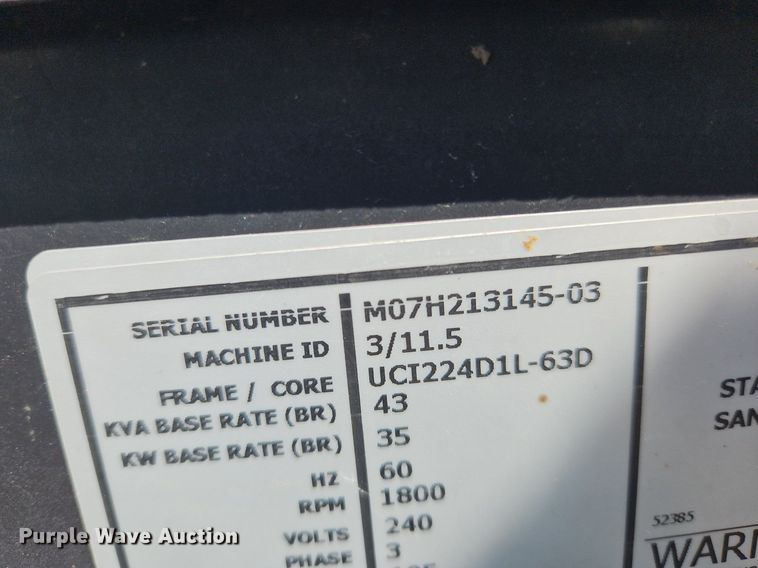 SERIAL NUMBER M07H213145-03
MACHINE ID 3/11.5
FRAME / CORE UCI224D1L-63D
KVA BASE RATE (BR) 43
KW BASE RATE (BR) 35
HZ 60
RPM 1800
VOLTS 240
PHASE 3
STA
SAN
52385
WARN
Purple Wave Auction